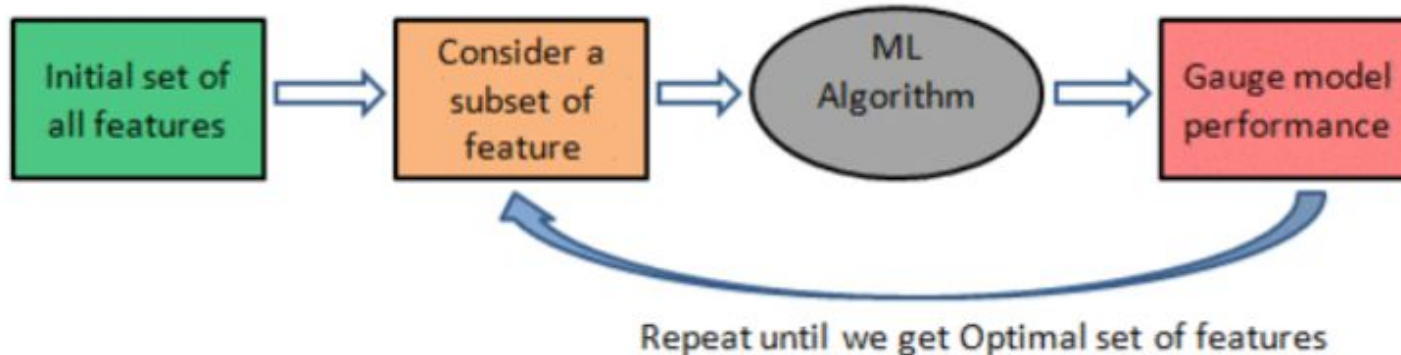 Initial set of
all features
Consider a
subset of
feature
ML
Algorithm
Gauge model
performance
Repeat until we get Optimal set of features